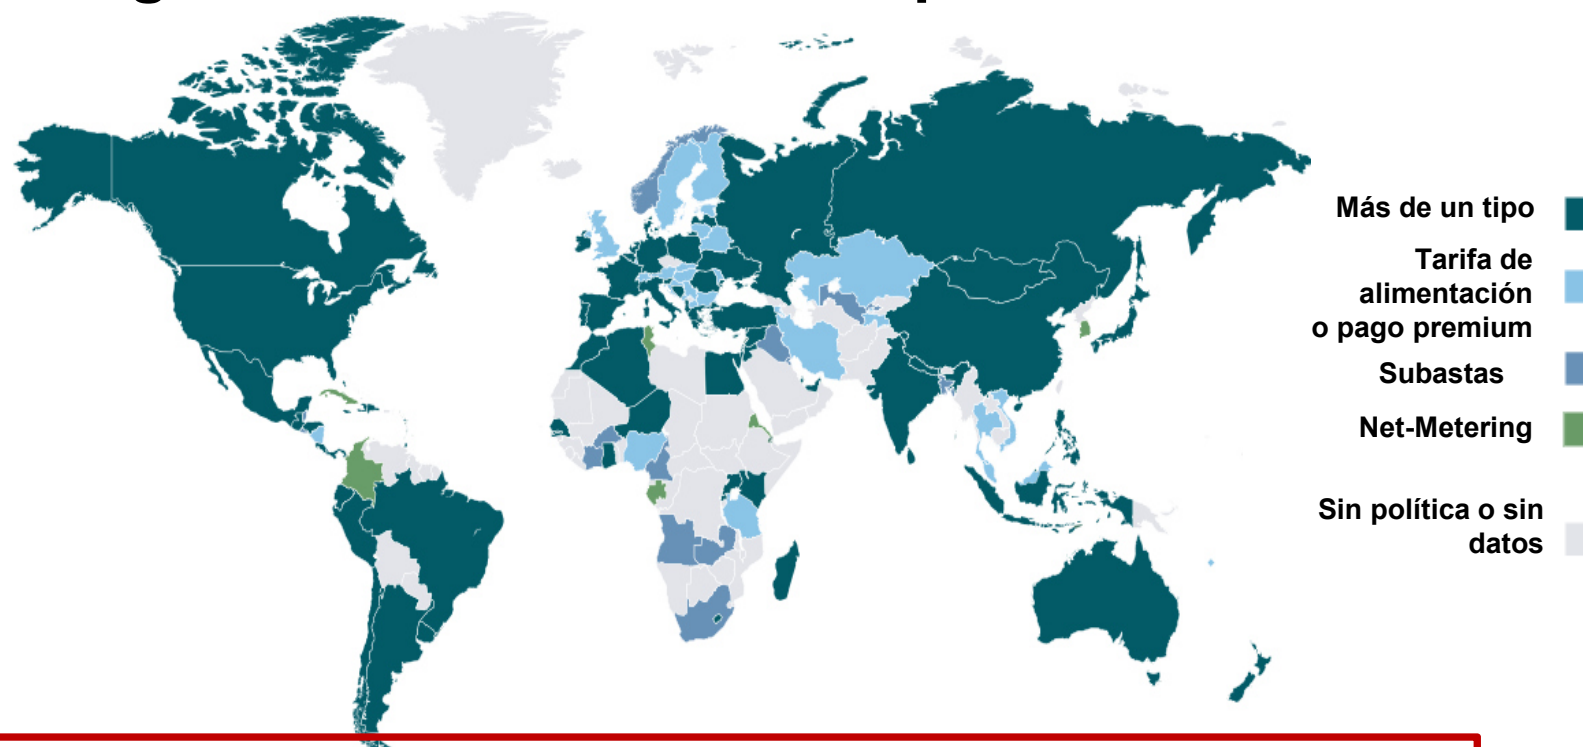 Más de un tipo
Tarifa de
alimentación
o pago premium
Subastas
Net-Metering
Sin política o sin
datos